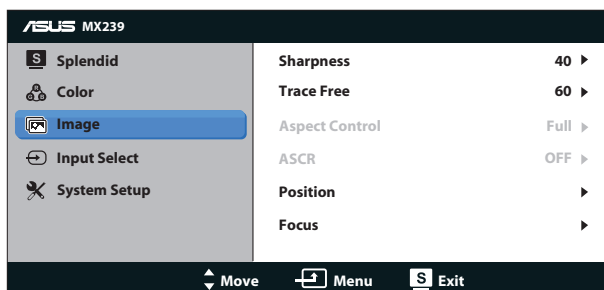 ASUS MX239
S Splendid
Color
Image
Input Select
System Setup
Sharpness 40
Trace Free 60
Aspect Control Full
ASCR OFF
Position
Focus
Move Menu S Exit